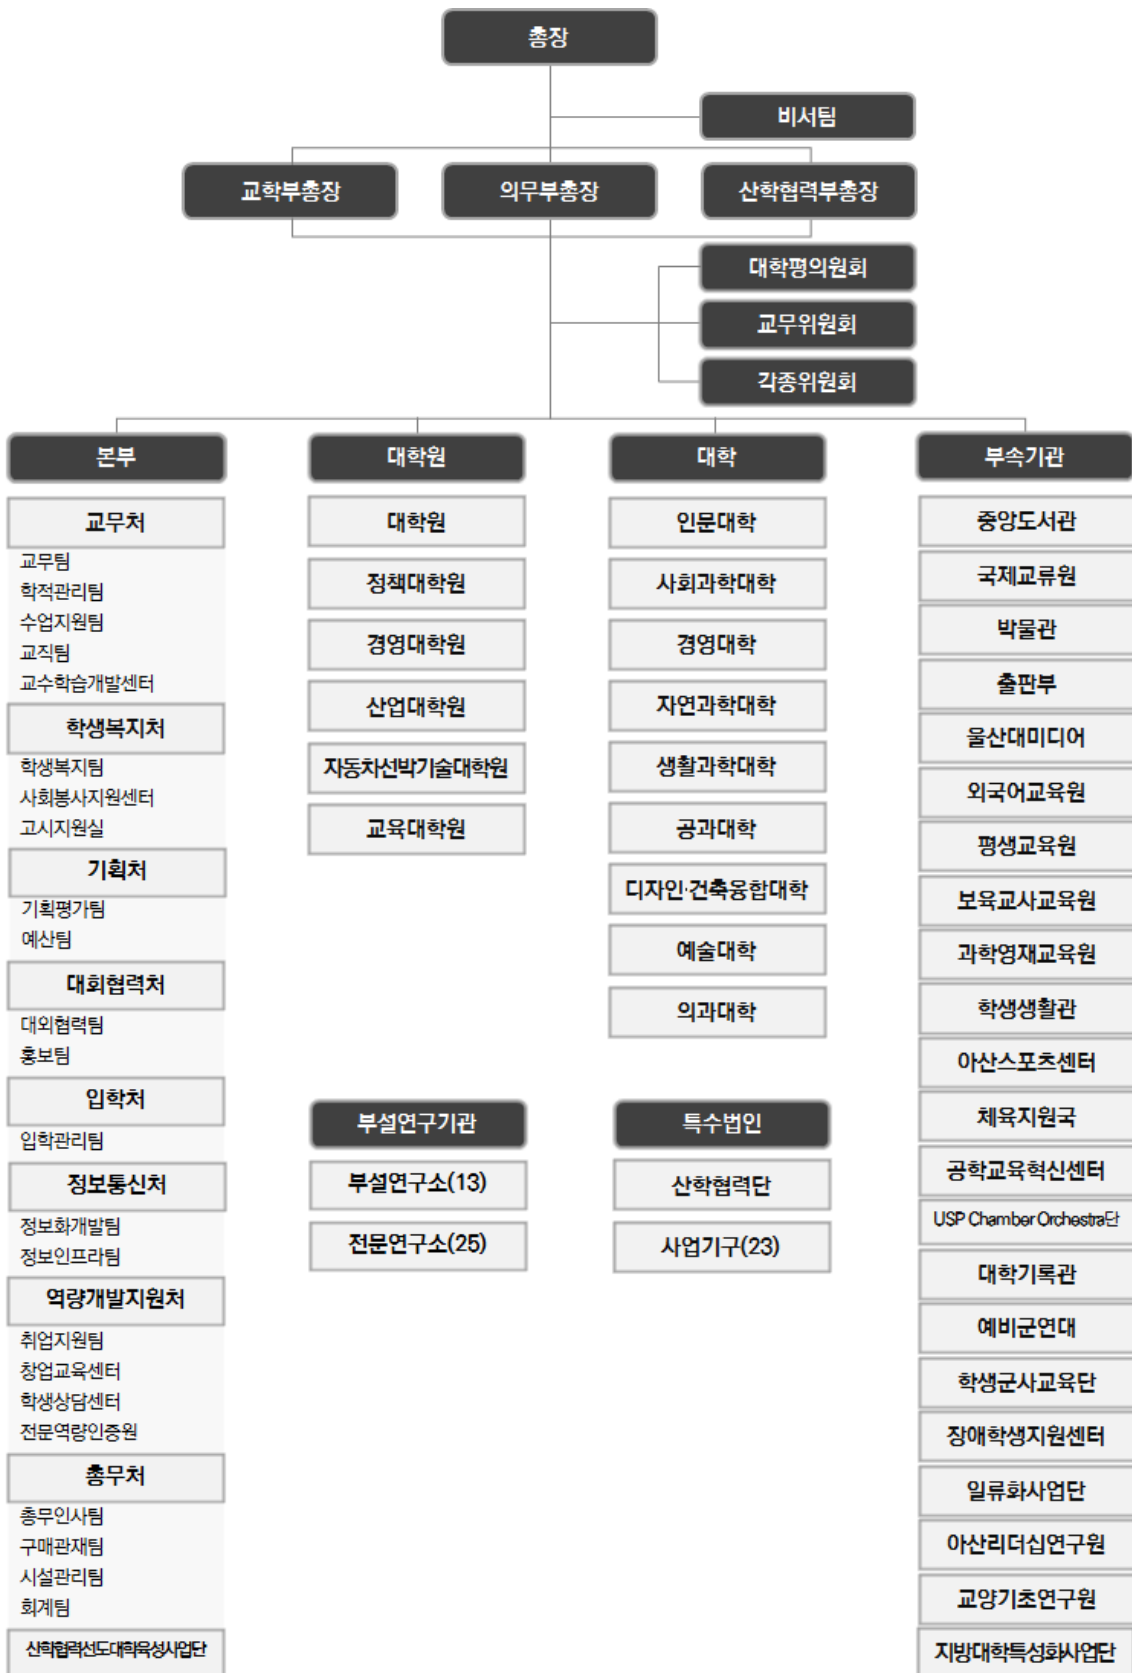 총장
비서팀
교학부총장
의무부총장
산학협력부총장
대학평의원회
교무위원회
각종위원회
본부
교무처
교무팀
학적관리팀
수업지원팀
교직팀
교수학습개발센터
학생복지처
학생복지팀
사회봉사지원센터
고시지원실
기획처
기획평가팀
예산팀
대회협력처
대외협력팀
홍보팀
입학처
입학관리팀
정보통신처
정보화개발팀
정보인프라팀
역량개발지원처
취업지원팀
창업교육센터
학생상담센터
전문역량인증원
총무처
총무인사팀
구매관재팀
시설관리팀
회계팀
산학협력선도대학육성사업단
대학원
대학원
정책대학원
경영대학원
산업대학원
자동차선박기술대학원
교육대학원
대학
인문대학
사회과학대학
경영대학
자연과학대학
생활과학대학
공과대학
디자인·건축융합대학
예술대학
의과대학
부설연구기관
부설연구소(13)
전문연구소(25)
특수법인
산학협력단
사업기구(23)
부속기관
중앙도서관
국제교류원
박물관
출판부
울산대미디어
외국어교육원
평생교육원
보육교사교육원
과학영재교육원
학생생활관
아산스포츠센터
체육지원국
공학교육혁신센터
USP Chamber Orchestra단
대학기록관
예비군연대
학생군사교육단
장애학생지원센터
일류화사업단
아산리더십연구원
교양기초연구원
지방대학특성화사업단